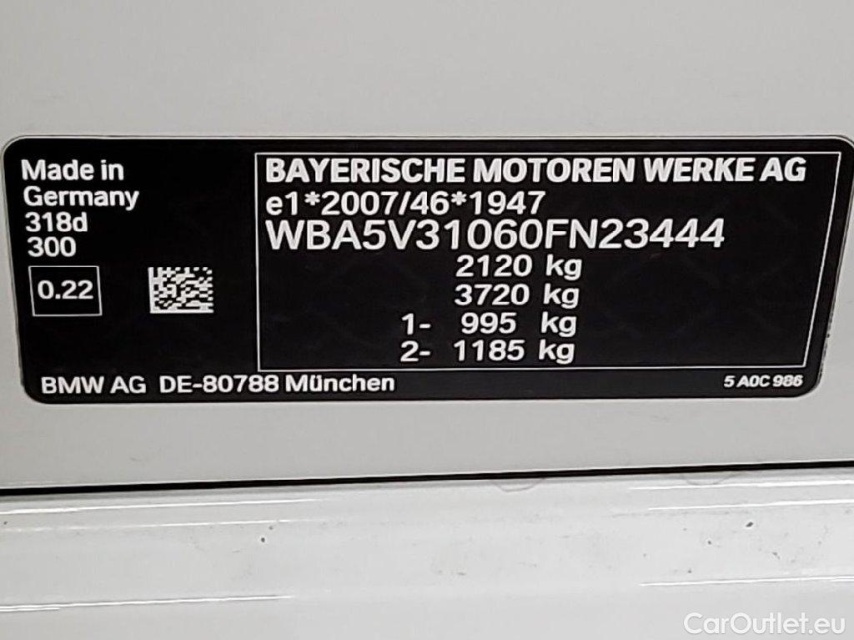 Made in
Germany
318d
300
0.22
BAYERISCHE MOTOREN WERKE AG
e1*2007/46*1947
WBA5V31060FN23444
2120 kg
3720 kg
1- 995 kg
2- 1185 kg
BMW AG DE-80788 München
5 A0C 986
CarOutlet.eu